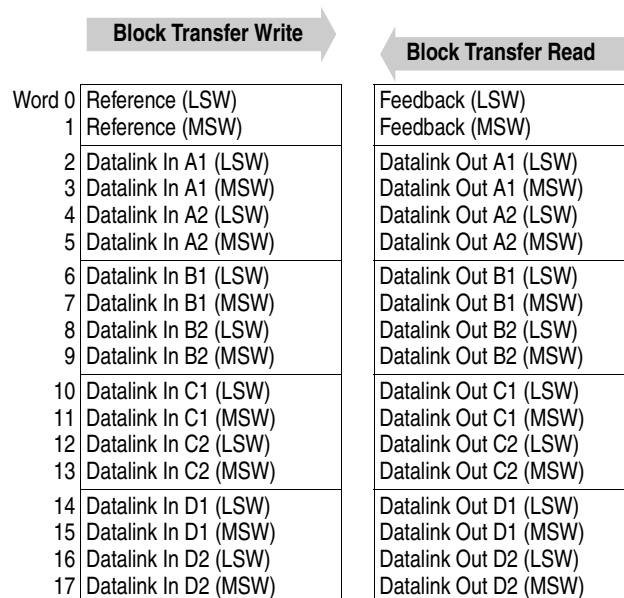 Block Transfer Write
Block Transfer Read
Word 0 Reference (LSW) Feedback (LSW)
1 Reference (MSW) Feedback (MSW)
2 Datalink In A1 (LSW) Datalink Out A1 (LSW)
3 Datalink In A1 (MSW) Datalink Out A1 (MSW)
4 Datalink In A2 (LSW) Datalink Out A2 (LSW)
5 Datalink In A2 (MSW) Datalink Out A2 (MSW)
6 Datalink In B1 (LSW) Datalink Out B1 (LSW)
7 Datalink In B1 (MSW) Datalink Out B1 (MSW)
8 Datalink In B2 (LSW) Datalink Out B2 (LSW)
9 Datalink In B2 (MSW) Datalink Out B2 (MSW)
10 Datalink In C1 (LSW) Datalink Out C1 (LSW)
11 Datalink In C1 (MSW) Datalink Out C1 (MSW)
12 Datalink In C2 (LSW) Datalink Out C2 (LSW)
13 Datalink In C2 (MSW) Datalink Out C2 (MSW)
14 Datalink In D1 (LSW) Datalink Out D1 (LSW)
15 Datalink In D1 (MSW) Datalink Out D1 (MSW)
16 Datalink In D2 (LSW) Datalink Out D2 (LSW)
17 Datalink In D2 (MSW) Datalink Out D2 (MSW)